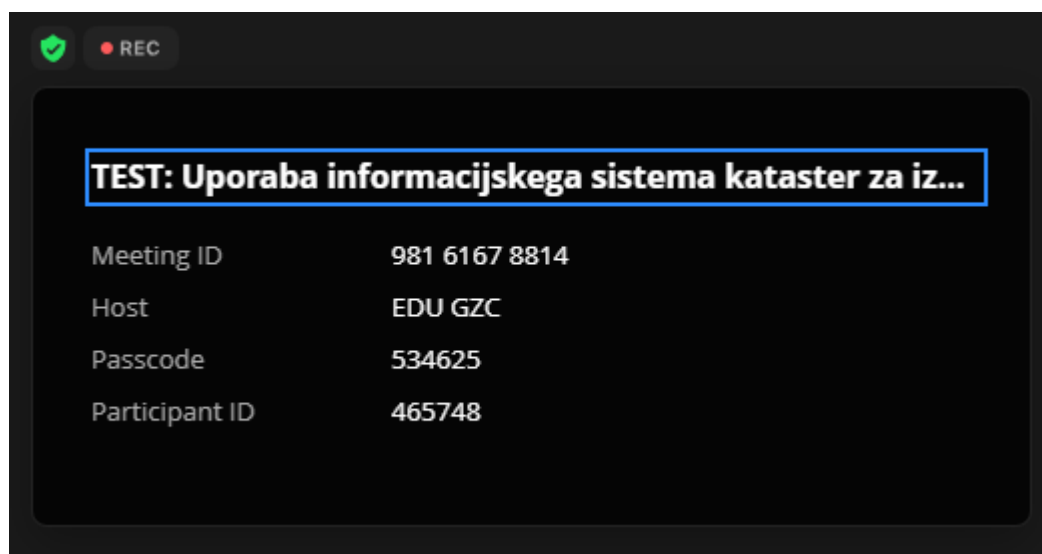 REC
TEST: Uporaba informacijskega sistema kataster za iz...
Meeting ID 981 6167 8814
Host EDU GZC
Passcode 534625
Participant ID 465748